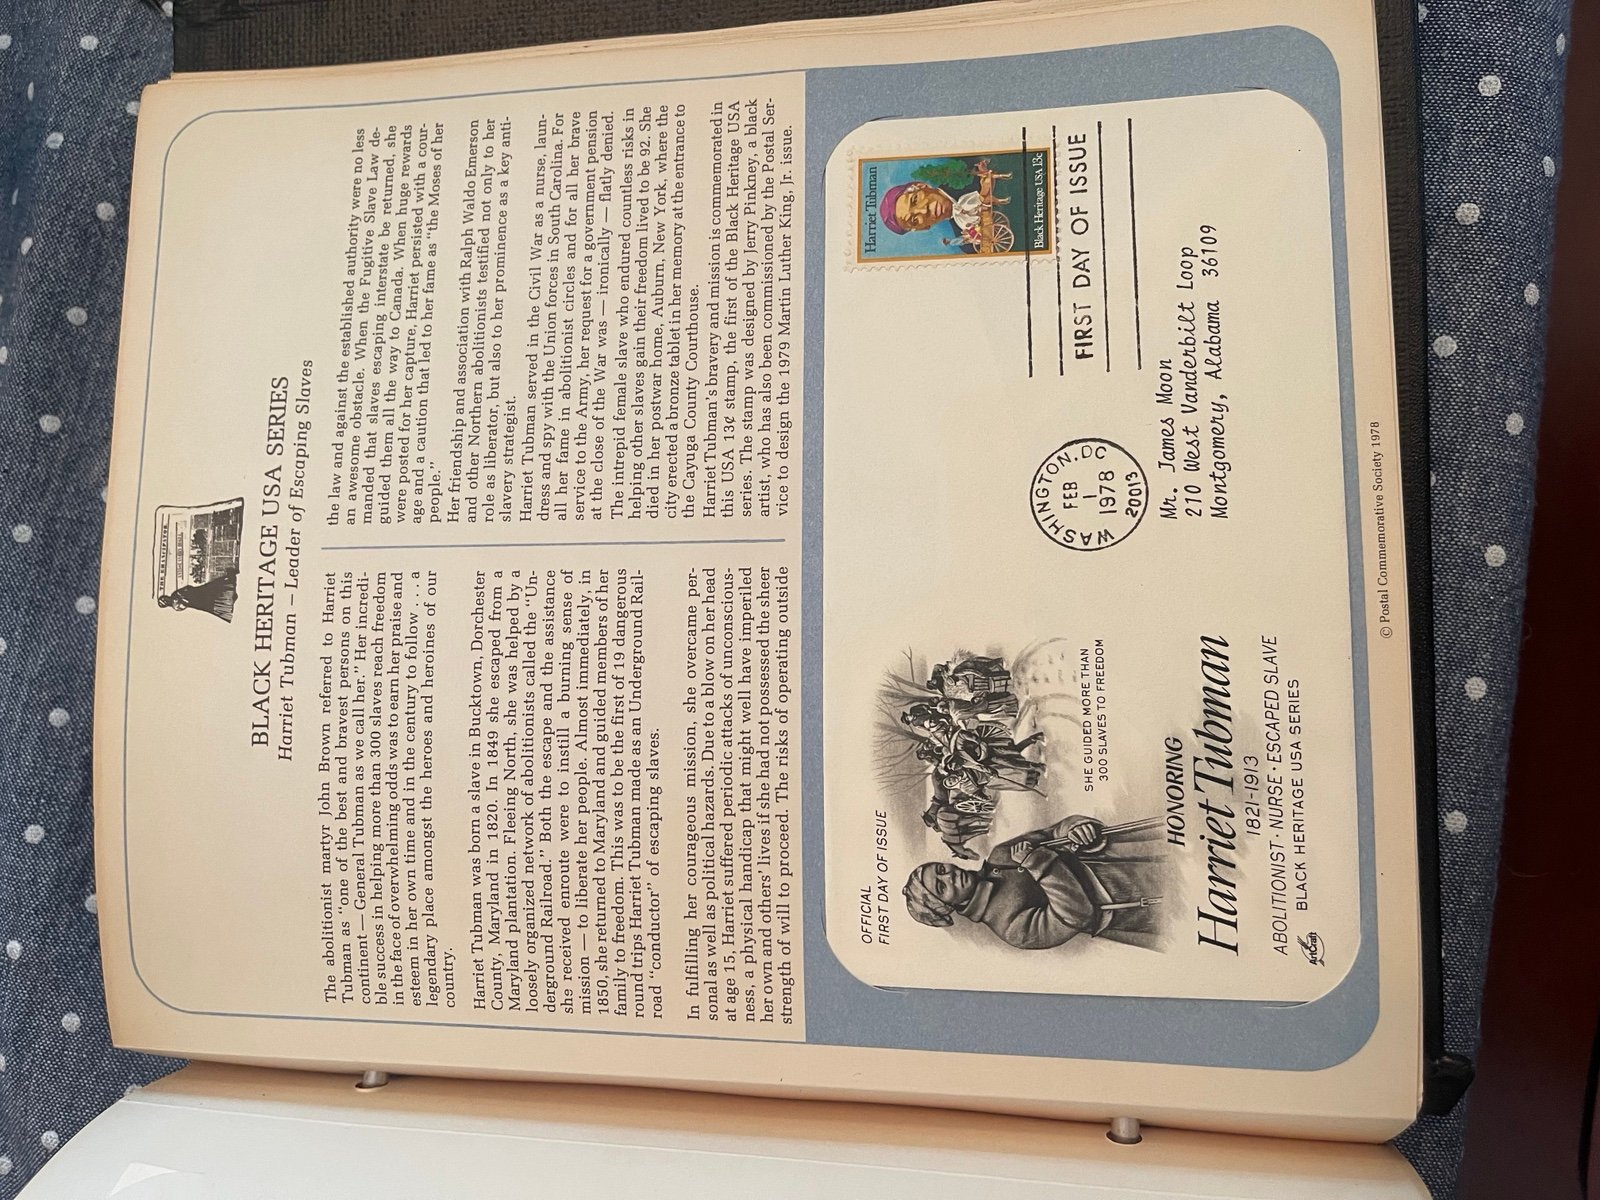 THE EMANCIPATOR
BLACK HERITAGE USA SERIES
Harriet Tubman – Leader of Escaping Slaves
The abolitionist martyr John Brown referred to Harriet
Tubman as “one of the best and bravest persons on this
continent — General Tubman as we call her.” Her incredi-
ble success in helping more than 300 slaves reach freedom
in the face of overwhelming odds was to earn her praise and
esteem in her own time and in the century to follow . . . a
legendary place amongst the heroes and heroines of our
country.
Harriet Tubman was born a slave in Bucktown, Dorchester
County, Maryland in 1820. In 1849 she escaped from a
Maryland plantation. Fleeing North, she was helped by a
loosely organized network of abolitionists called the “Un-
derground Railroad.” Both the escape and the assistance
she received enroute were to instill a burning sense of
mission — to liberate her people. Almost immediately, in
1850, she returned to Maryland and guided members of her
family to freedom. This was to be the first of 19 dangerous
round trips Harriet Tubman made as an Underground Rail-
road “conductor” of escaping slaves.
In fulfilling her courageous mission, she overcame per-
sonal as well as political hazards. Due to a blow on her head
at age 15, Harriet suffered periodic attacks of unconscious-
ness, a physical handicap that might well have imperiled
her own and others’ lives if she had not possessed the sheer
strength of will to proceed. The risks of operating outside
the law and against the established authority were no less
an awesome obstacle. When the Fugitive Slave Law de-
manded that slaves escaping interstate be returned, she
guided them all the way to Canada. When huge rewards
were posted for her capture, Harriet persisted with a cour-
age and a caution that led to her fame as “the Moses of her
people.”
Her friendship and association with Ralph Waldo Emerson
and other Northern abolitionists testified not only to her
role as liberator, but also to her prominence as a key anti-
slavery strategist.
Harriet Tubman served in the Civil War as a nurse, laun-
dress and spy with the Union forces in South Carolina. For
all her fame in abolitionist circles and for all her brave
service to the Army, her request for a government pension
at the close of the War was — ironically — flatly denied.
The intrepid female slave who endured countless risks in
helping other slaves gain their freedom lived to be 92. She
died in her postwar home, Auburn, New York, where the
city erected a bronze tablet in her memory at the entrance to
the Cayuga County Courthouse.
Harriet Tubman’s bravery and mission is commemorated in
this USA 13¢ stamp, the first of the Black Heritage USA
series. The stamp was designed by Jerry Pinkney, a black
artist, who has also been commissioned by the Postal Ser-
vice to design the 1979 Martin Luther King, Jr. issue.
OFFICIAL
FIRST DAY OF ISSUE
SHE GUIDED MORE THAN
300 SLAVES TO FREEDOM
HONORING
Harriet Tubman
1821-1913
ABOLITIONIST · NURSE · ESCAPED SLAVE
BLACK HERITAGE USA SERIES
ArtCraft
WASHINGTON, DC
FEB
1
1978
20013
Harriet Tubman
Black Heritage USA 13c
FIRST DAY OF ISSUE
Mr. James Moon
210 West Vanderbilt Loop
Montgomery, Alabama 36109
© Postal Commemorative Society 1978